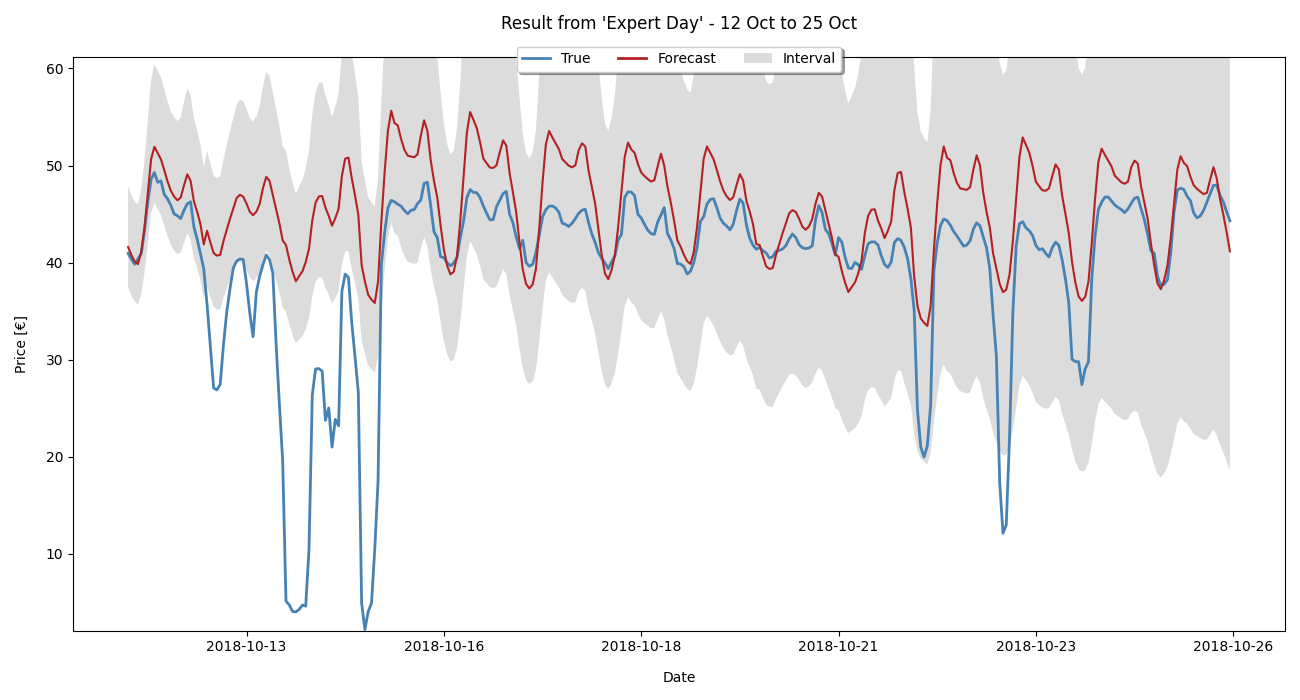 Result from 'Expert Day' - 12 Oct to 25 Oct
True Forecast Interval
60
50
40
30
20
10
Price [€]
2018-10-13 2018-10-16 2018-10-18 2018-10-21 2018-10-23 2018-10-26
Date